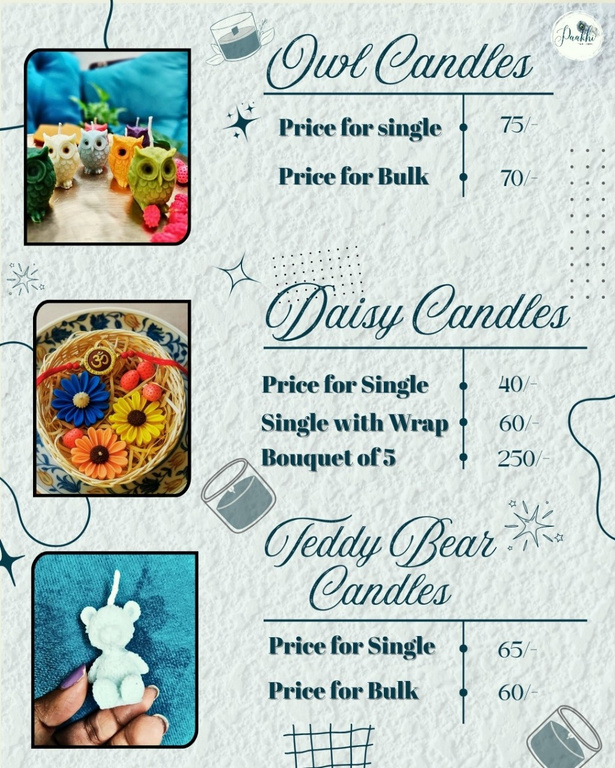 Paakhi
Owl Candles
Price for single 75/-
Price for Bulk 70/-
Daisy Candles
ॐ
Price for Single 40/-
Single with Wrap 60/-
Bouquet of 5 250/-
Teddy Bear
Candles
Price for Single 65/-
Price for Bulk 60/-